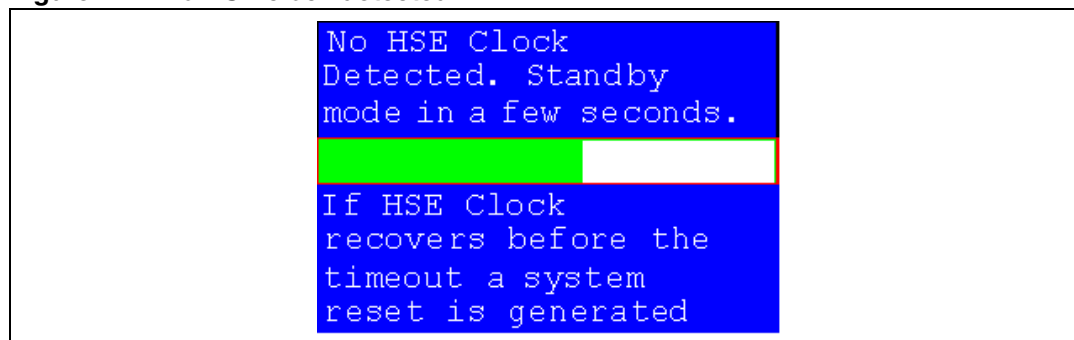 No HSE Clock
Detected. Standby
mode in a few seconds.
If HSE Clock
recovers before the
timeout a system
reset is generated